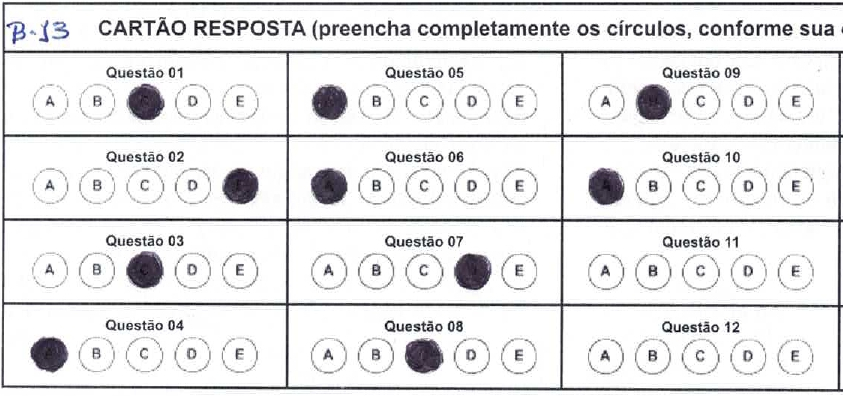 B-13 CARTÃO RESPOSTA (preencha completamente os círculos, conforme sua
Questão 01 Questão 05 Questão 09
A B D E B C D E A C D E
Questão 02 Questão 06 Questão 10
A B C D A B C D E A B C D E
Questão 03 Questão 07 Questão 11
A B C D E A B C E A B C D E
Questão 04 Questão 08 Questão 12
A B C D E A B D E A B C D E